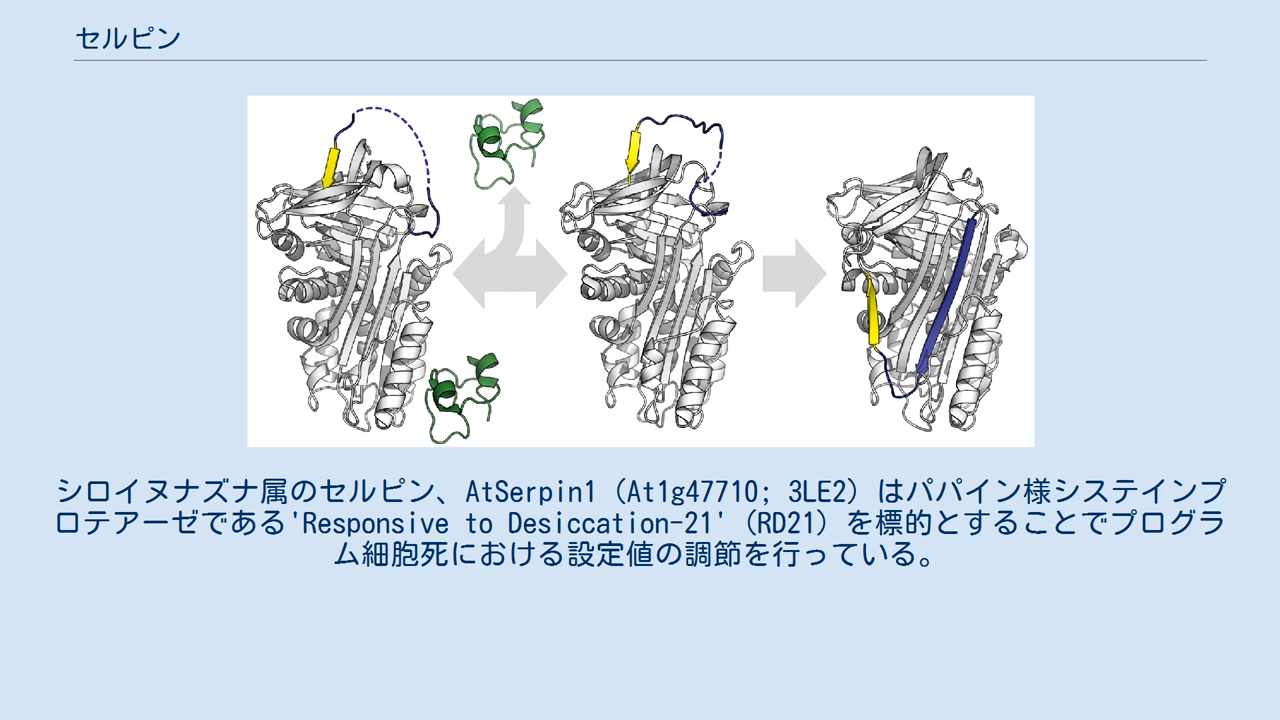 セルピン
シロイヌナズナ属のセルピン、AtSerpin1（At1g47710; 3LE2）はパパイン様システインプ
ロテアーゼである'Responsive to Desiccation-21'（RD21）を標的とすることでプログラ
ム細胞死における設定値の調節を行っている。